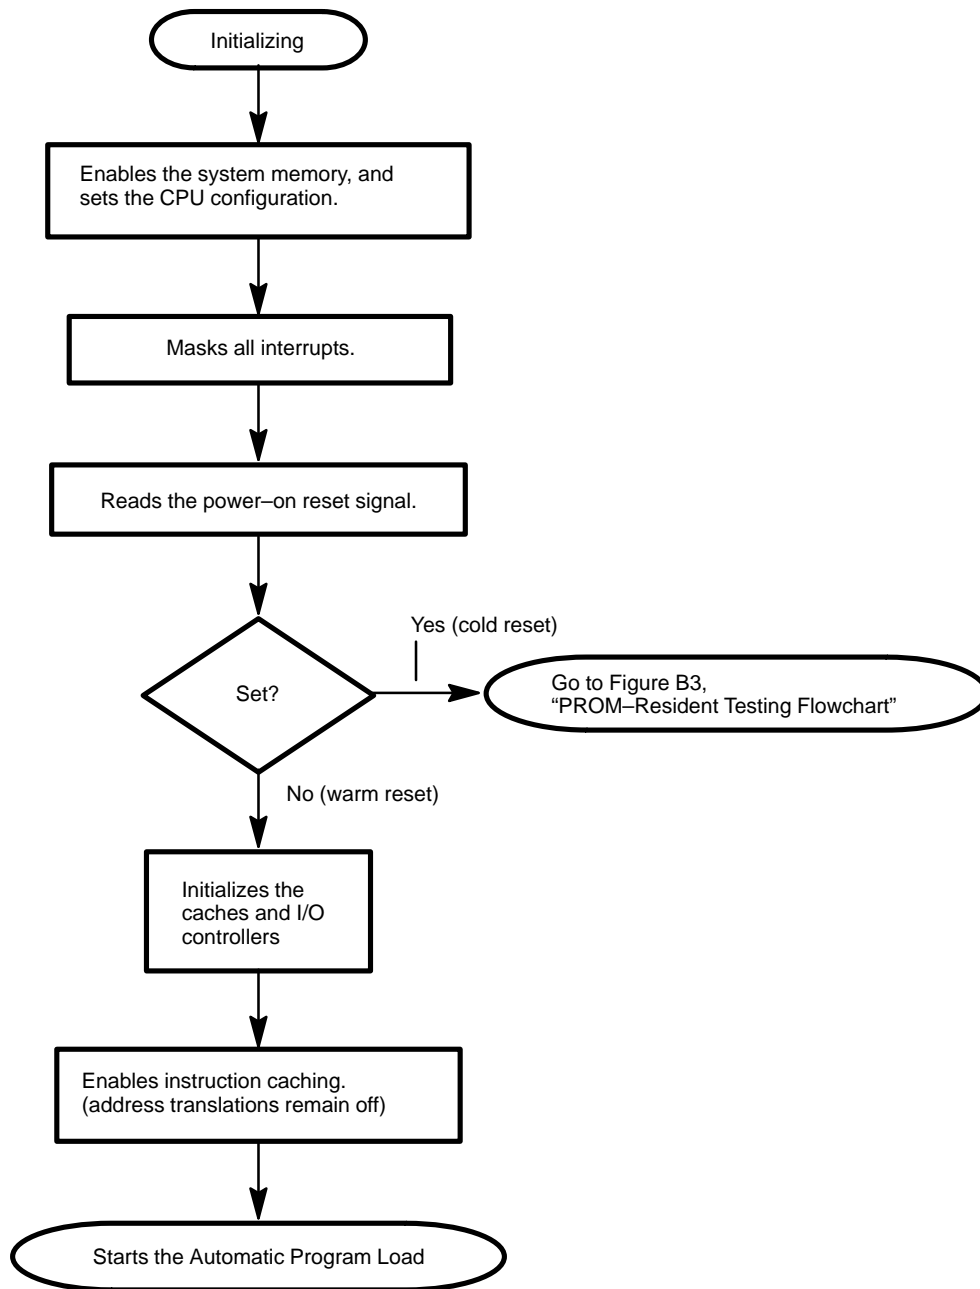 Initializing
Enables the system memory, and
sets the CPU configuration.
Masks all interrupts.
Reads the power–on reset signal.
Yes (cold reset)
Set?
Go to Figure B3,
“PROM–Resident Testing Flowchart”
No (warm reset)
Initializes the
caches and I/O
controllers
Enables instruction caching.
(address translations remain off)
Starts the Automatic Program Load